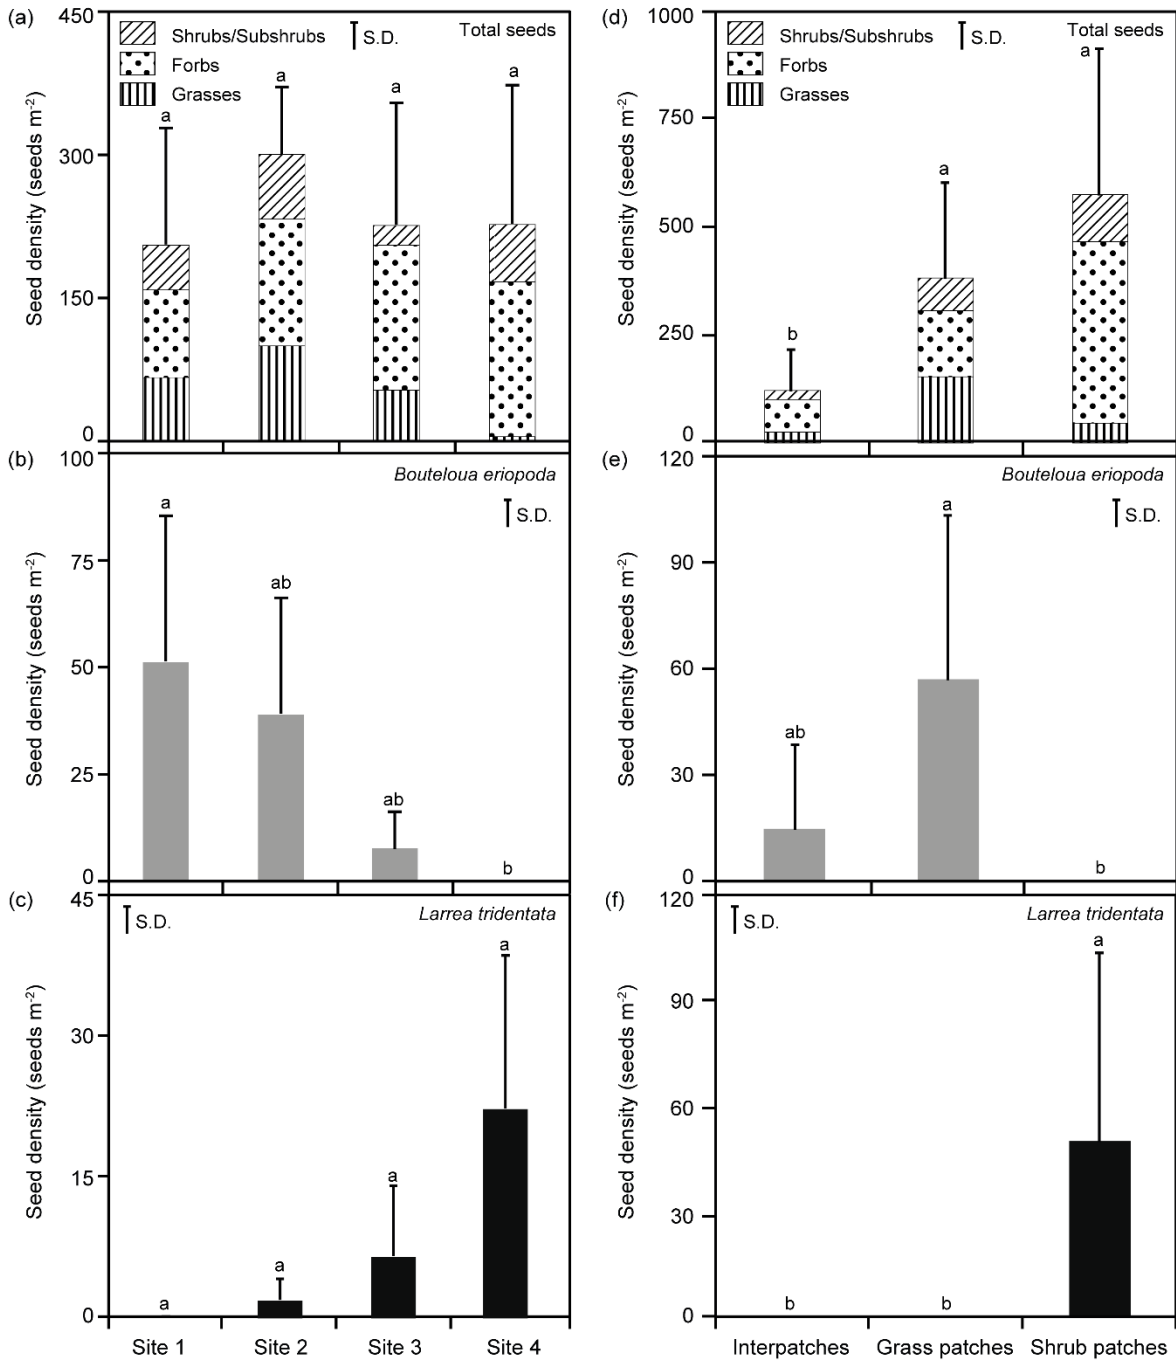 (a)
450
300
150
0
Seed density (seeds m-2)
Shrubs/Subshrubs
Forbs
Grasses
S.D.
Total seeds
a
a
a
a
(d)
1000
750
500
250
0
Seed density (seeds m-2)
Shrubs/Subshrubs
Forbs
Grasses
S.D.
Total seeds
b
a
a
(b)
100
75
50
25
0
Seed density (seeds m-2)
Bouteloua eriopoda
S.D.
a
ab
ab
b
(e)
120
90
60
30
0
Seed density (seeds m-2)
Bouteloua eriopoda
S.D.
ab
a
b
(c)
45
30
15
0
Seed density (seeds m-2)
S.D.
Larrea tridentata
a
a
a
a
Site 1 Site 2 Site 3 Site 4
(f)
120
90
60
30
0
Seed density (seeds m-2)
S.D.
Larrea tridentata
b
b
a
Interpatches Grass patches Shrub patches